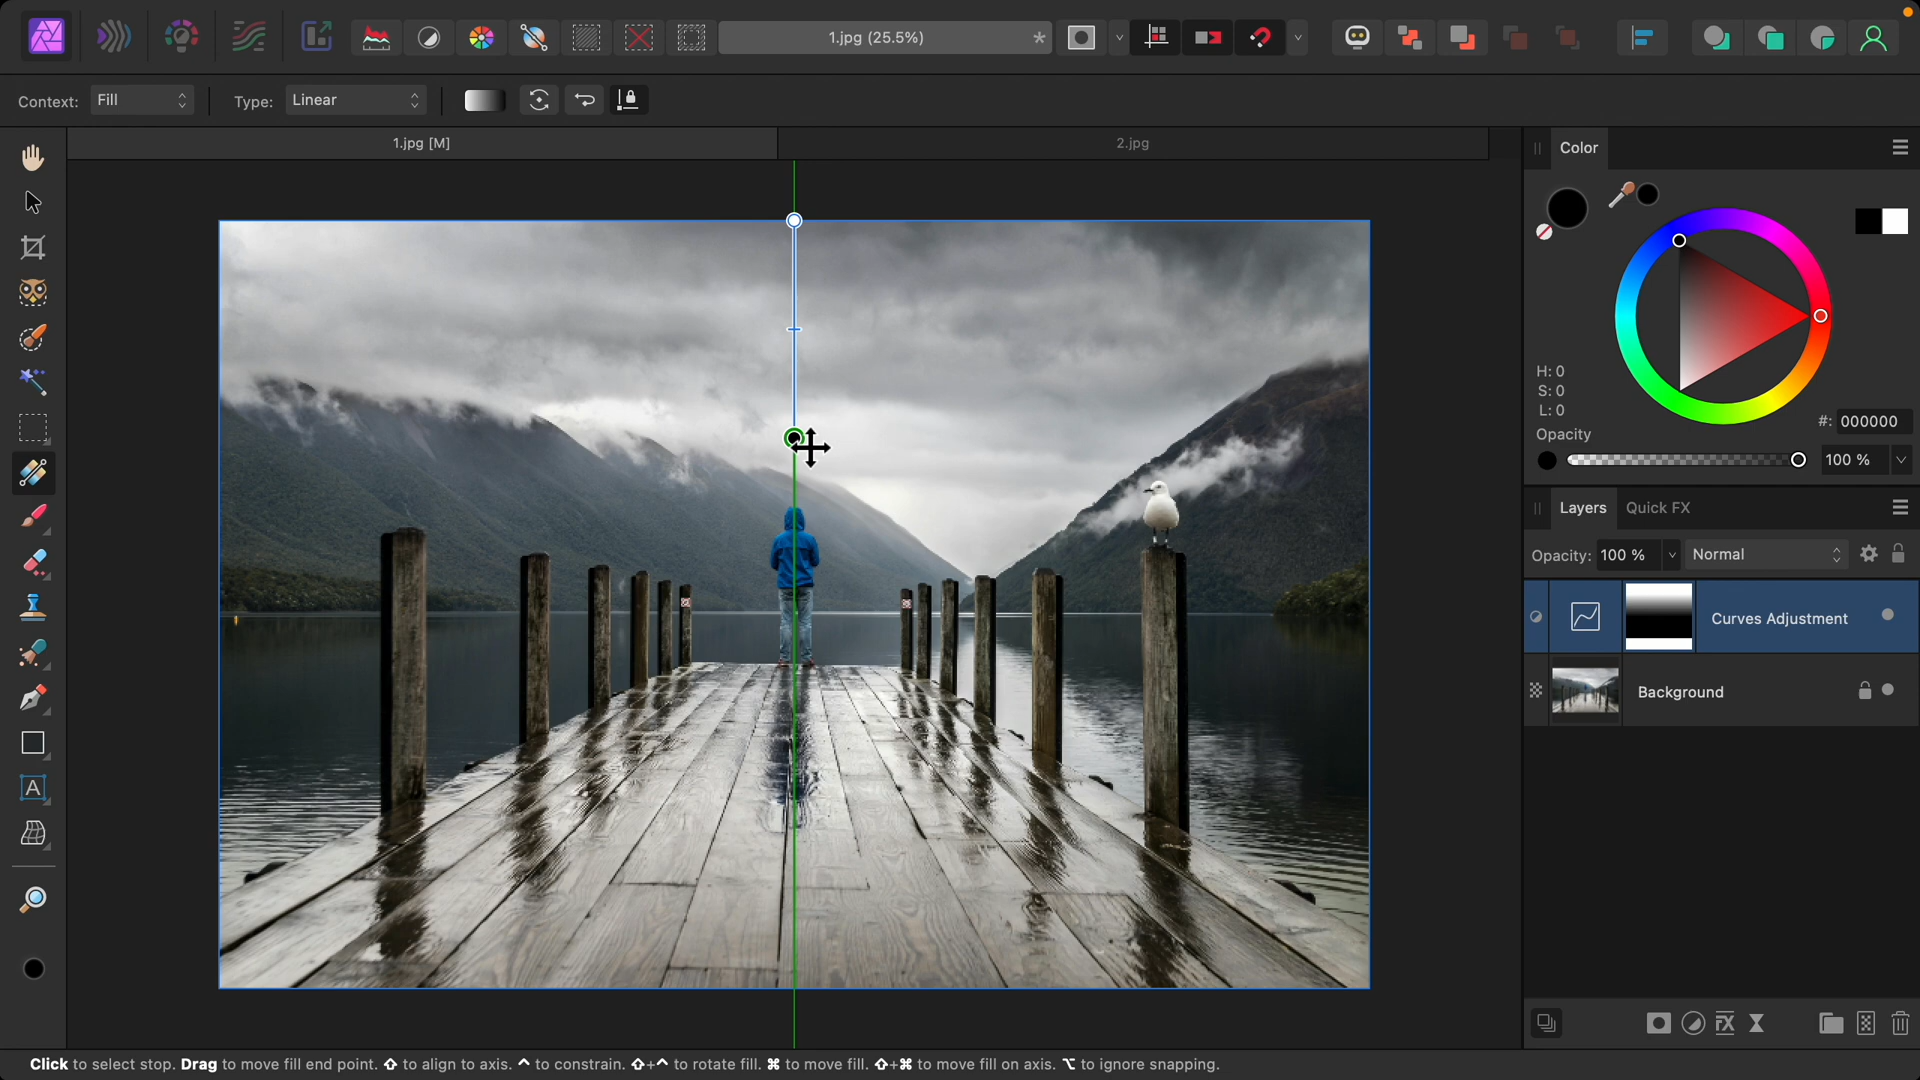 1.jpg (25.5%)
*
Context:
Fill
Type:
Linear
1.jpg [M]
2.jpg
Color
H: 0
S: 0
L: 0
#: 000000
Opacity
100 %
Layers
Quick FX
Opacity: 100 %
Normal
Curves Adjustment
Background
A
FX
Click to select stop. Drag to move fill end point. ⇧ to align to axis. ^ to constrain. ⇧+^ to rotate fill. ⌘ to move fill. ⇧+⌘ to move fill on axis. ⌥ to ignore snapping.